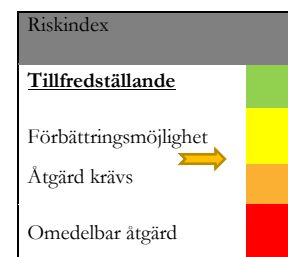 Riskindex
Tillfredställande
Förbättringsmöjlighet
Åtgärd krävs
Omedelbar åtgärd